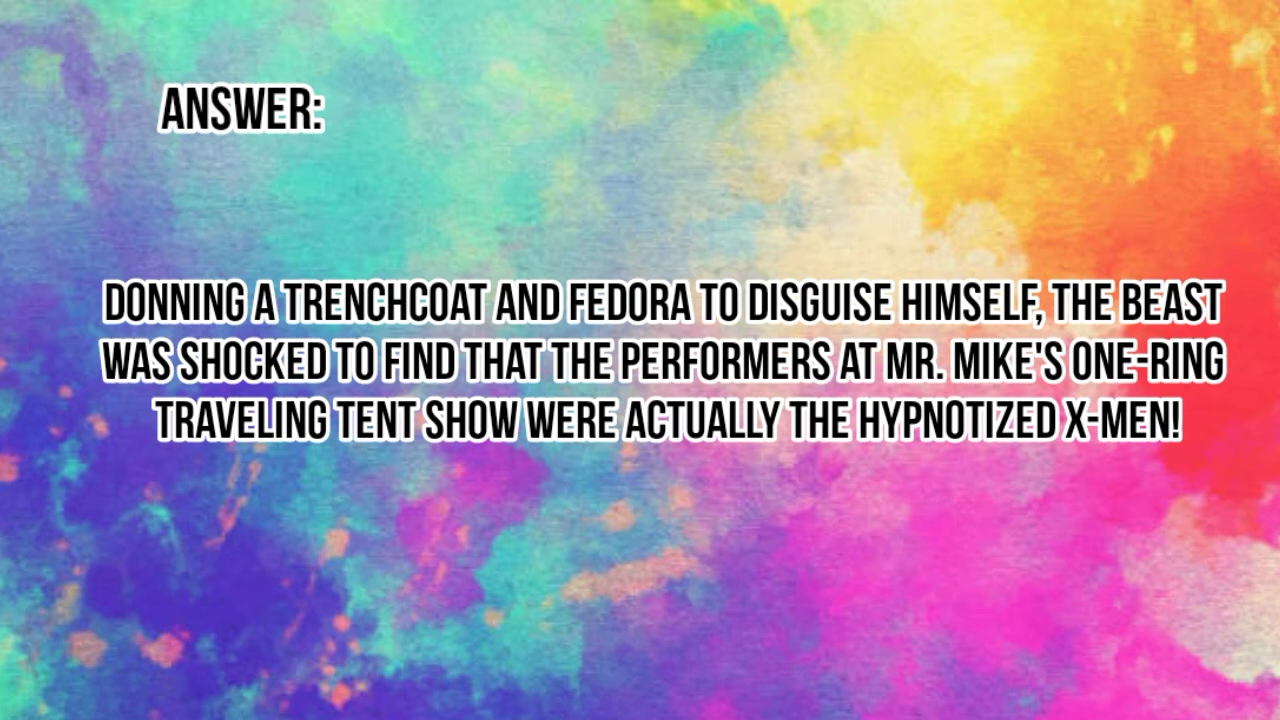 ANSWER:
DONNING A TRENCHCOAT AND FEDORA TO DISGUISE HIMSELF, THE BEAST
WAS SHOCKED TO FIND THAT THE PERFORMERS AT MR. MIKE'S ONE-RING
TRAVELING TENT SHOW WERE ACTUALLY THE HYPNOTIZED X-MEN!